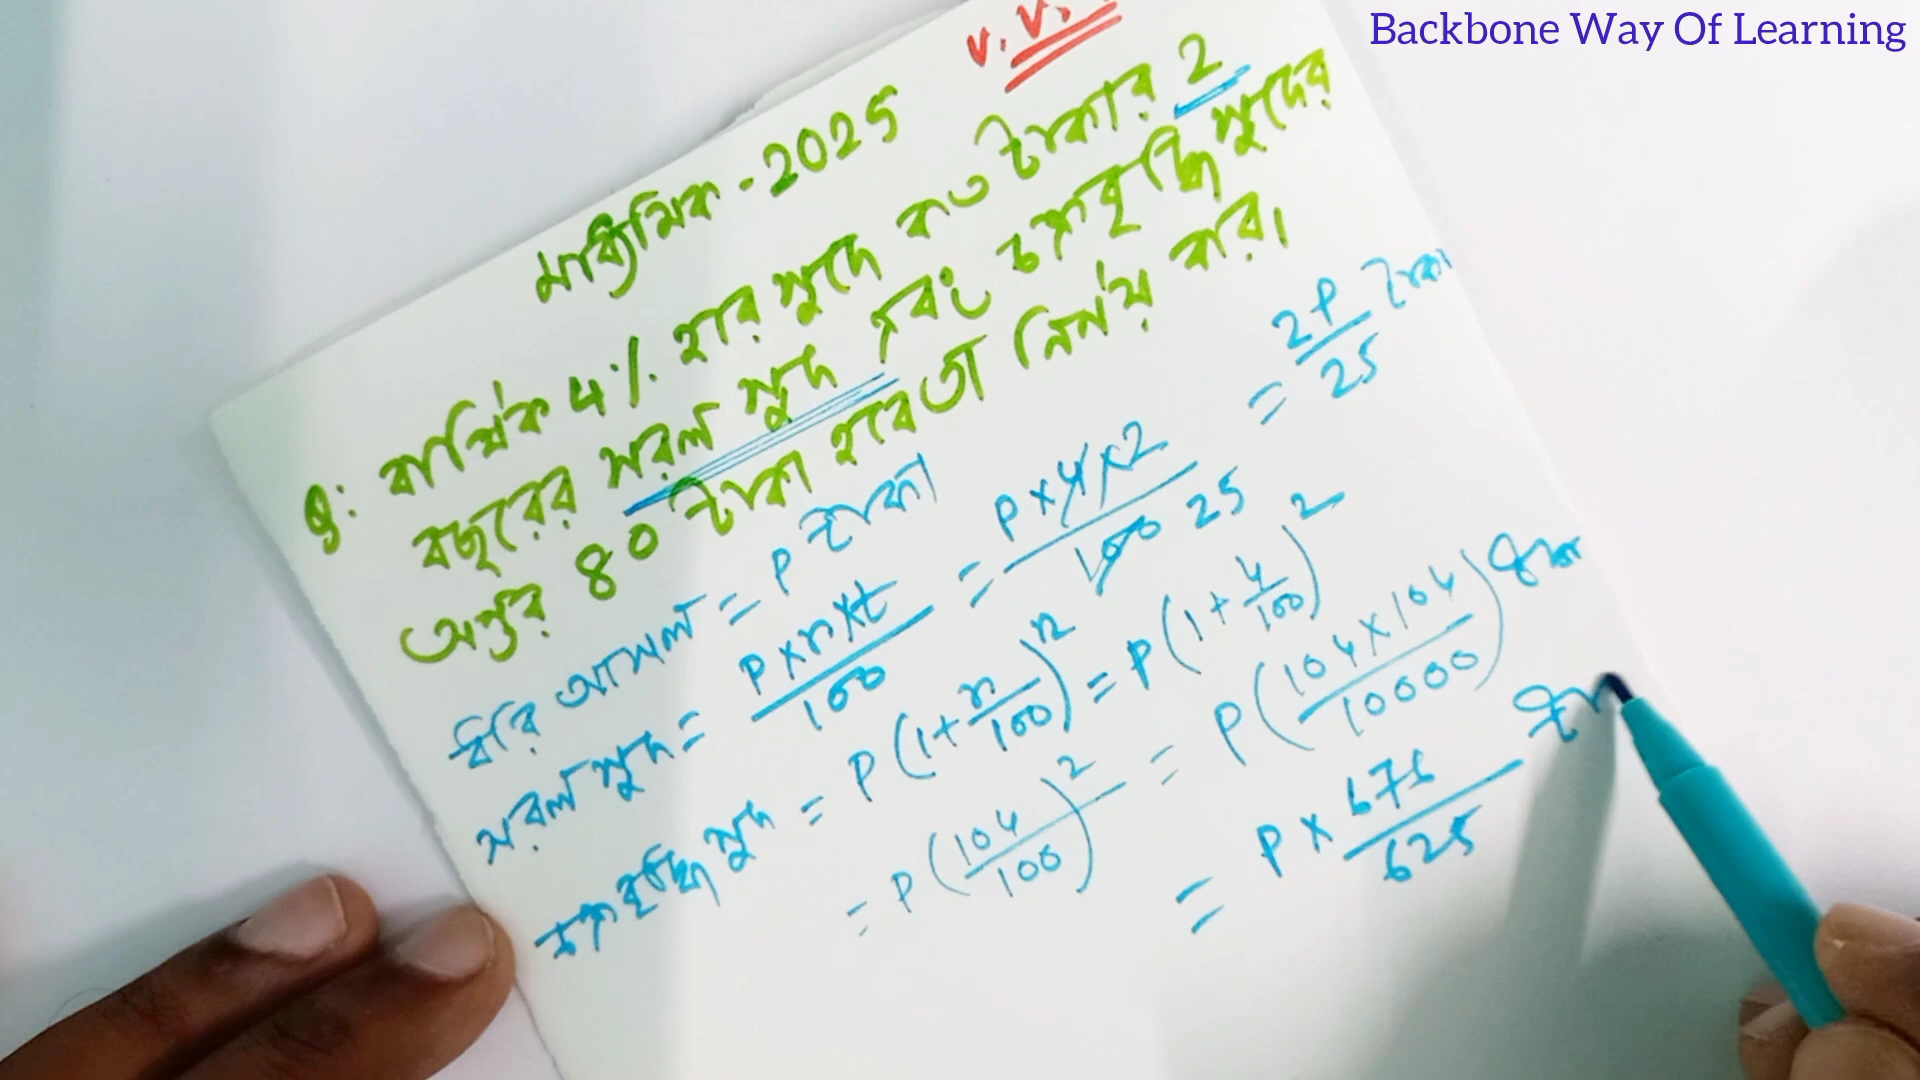 Backbone Way Of Learning
V.V.
মাধ্যমিক - 2025
Q: বার্ষিক 4% হার সুদে কত টাকার 2
বছরের সরল সুদ এবং চক্রবৃদ্ধি সুদের
অন্তর 80 টাকা হবে তা নির্ণয় কর।
ধরি আসল = P টাকা
সরল সুদ = P×r×t/100 = P×4×2/100 25 = 2P/25 টাকা
চক্রবৃদ্ধি সুদ = P(1+r/100)^n = P(1+4/100)^2
= P(104/100)^2 = P(104×104/10000) টাকা
= P×676/625